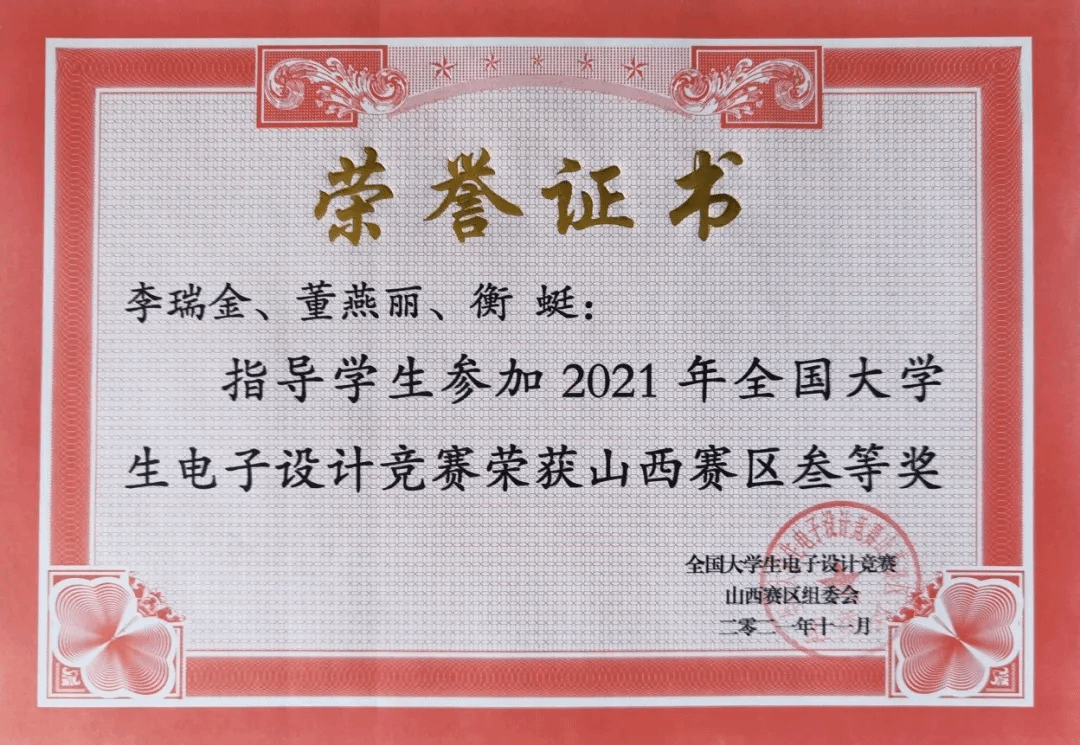 荣誉证书
李瑞金、董燕丽、衡 蜓：
指导学生参加 2021 年全国大学
生电子设计竞赛荣获山西赛区叁等奖
全国大学生电子设计竞赛
山西赛区组委会
二零二一年十一月